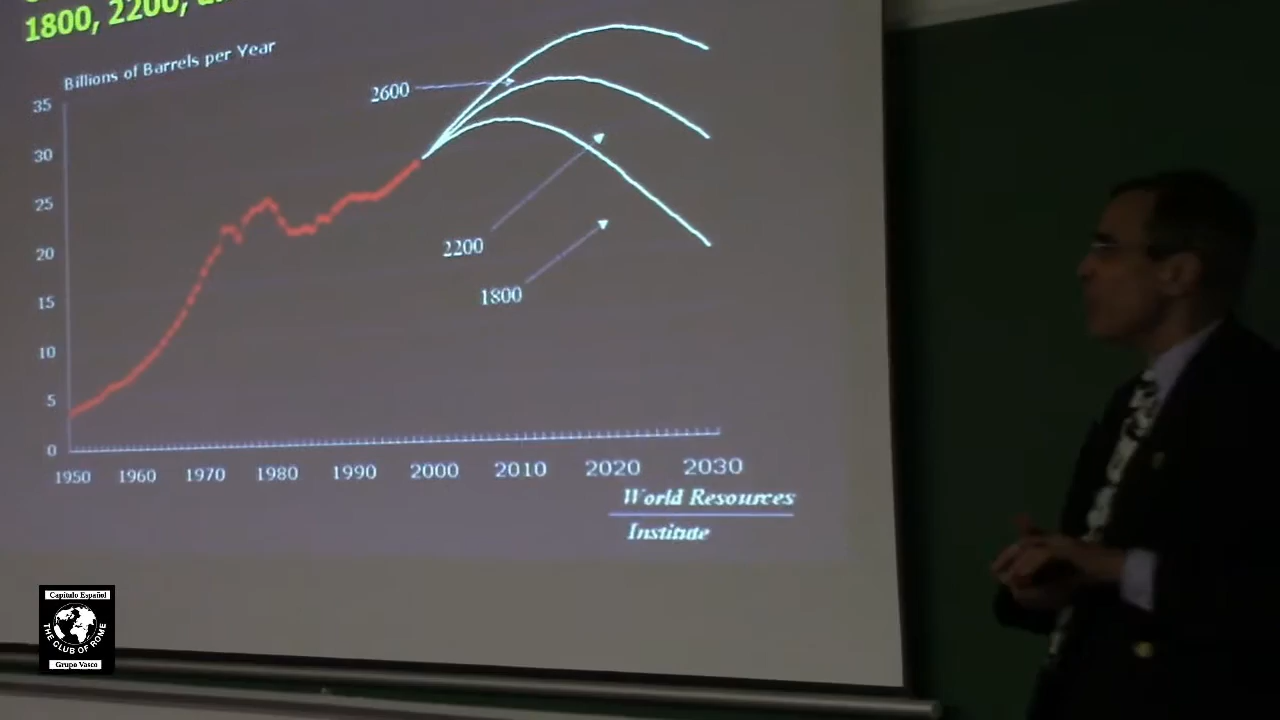 1800, 2200,
Billions of Barrels per Year
35
30
25
20
15
10
5
0
2600
2200
1800
1950 1960 1970 1980 1990 2000 2010 2020 2030
World Resources
Institute
Capitulo Español
THE CLUB OF ROME
Grupo Vasco